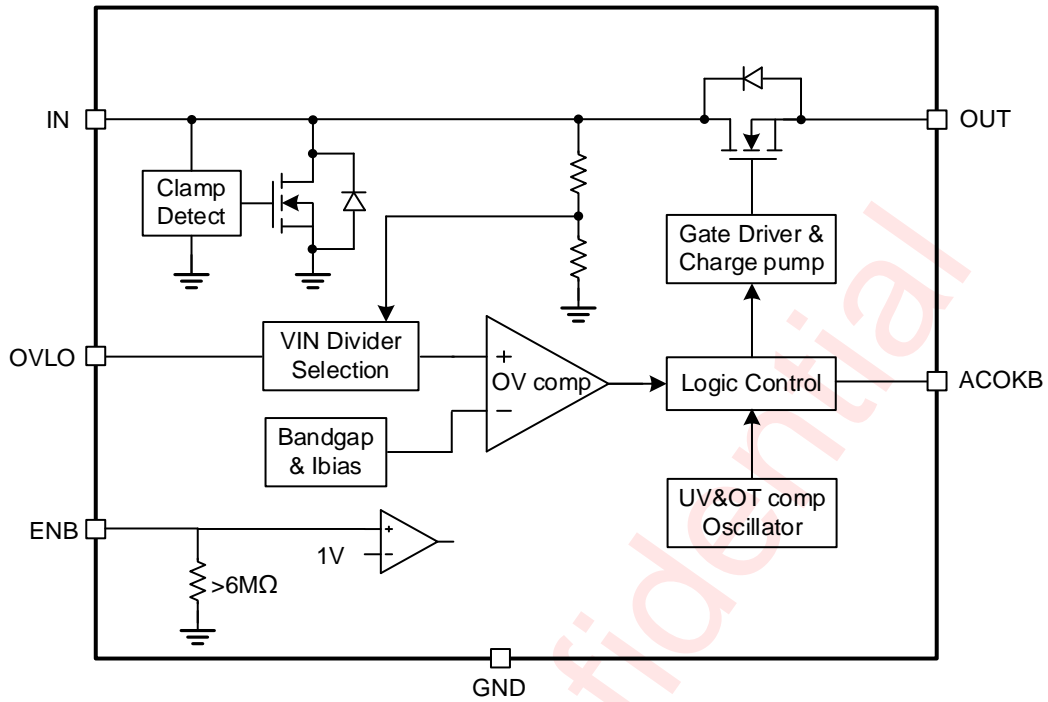 IN
OUT
Clamp
Detect
Gate Driver &
Charge pump
OVLO
VIN Divider
Selection
+
OV comp
−
Logic Control
ACOKB
Bandgap
& Ibias
UV&OT comp
Oscillator
ENB
+
1V
−
>6MΩ
GND
fidential